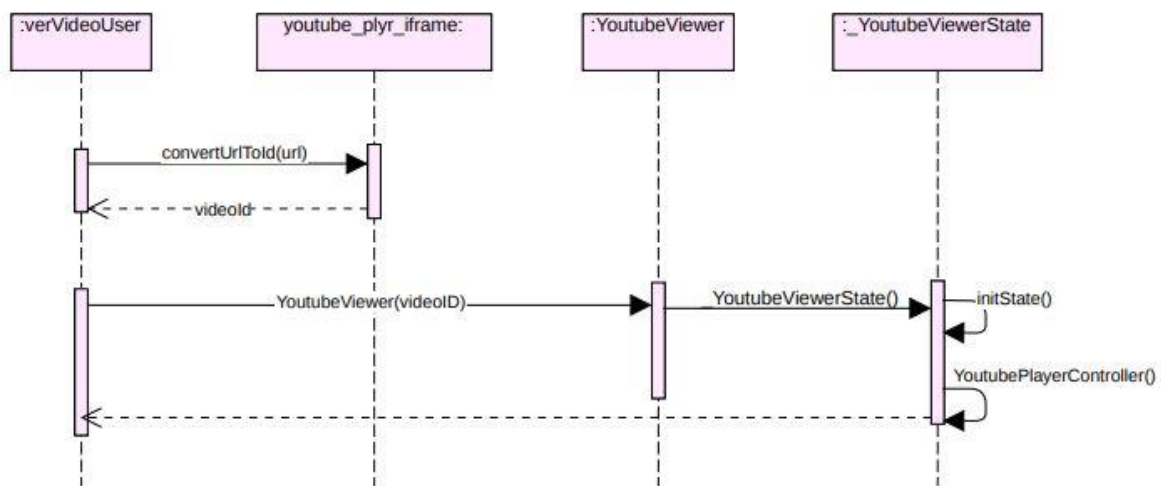 :verVideoUser
youtube_plyr_iframe:
:YoutubeViewer
:_YoutubeViewerState
convertUrlToId(url)
videoId
YoutubeViewer(videoID)
_YoutubeViewerState()
initState()
YoutubePlayerController()